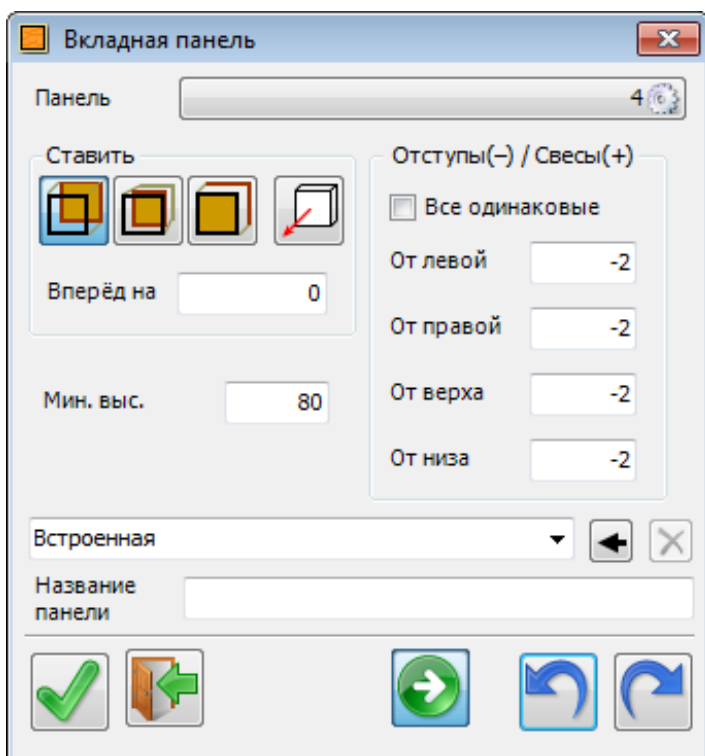 Вкладная панель
Панель
4
Ставить
Отступы(–) / Свесы(+)
Все одинаковые
От левой
-2
Вперёд на
0
От правой
-2
Мин. выс.
80
От верха
-2
От низа
-2
Встроенная
Название
панели